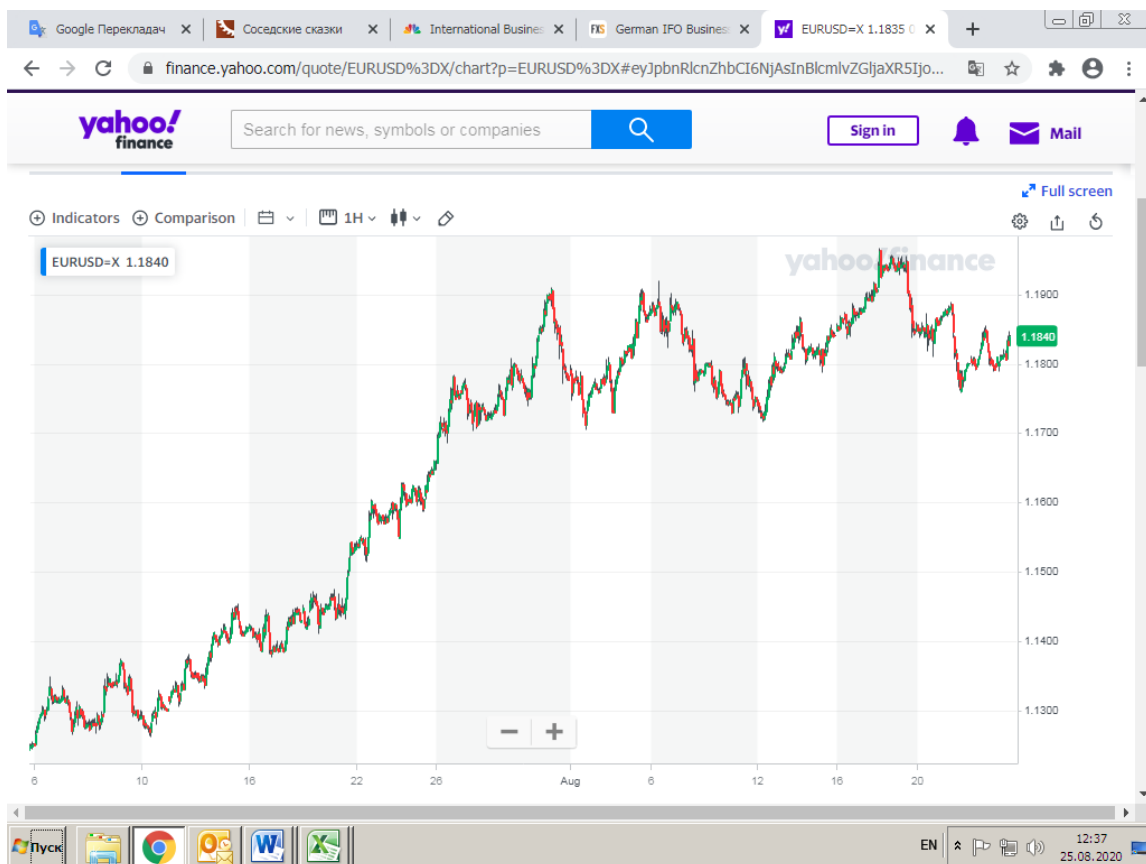 Google Перекладач
Соседские сказки
International Busines
German IFO Busines
EURUSD=X 1.1835
finance.yahoo.com/quote/EURUSD%3DX/chart?p=EURUSD%3DX#eyJpbnRlcnZhbCI6NjAsInBlcmlvZGljaXR5Ijo...
yahoo!
finance
Search for news, symbols or companies
Sign in
Mail
Full screen
Indicators Comparison 1H
EURUSD=X 1.1840
yahoo!finance
1.1900
1.1840
1.1800
1.1700
1.1600
1.1500
1.1400
1.1300
6 10 16 22 26 Aug 6 12 16 20
Пуск
EN
12:37
25.08.2020